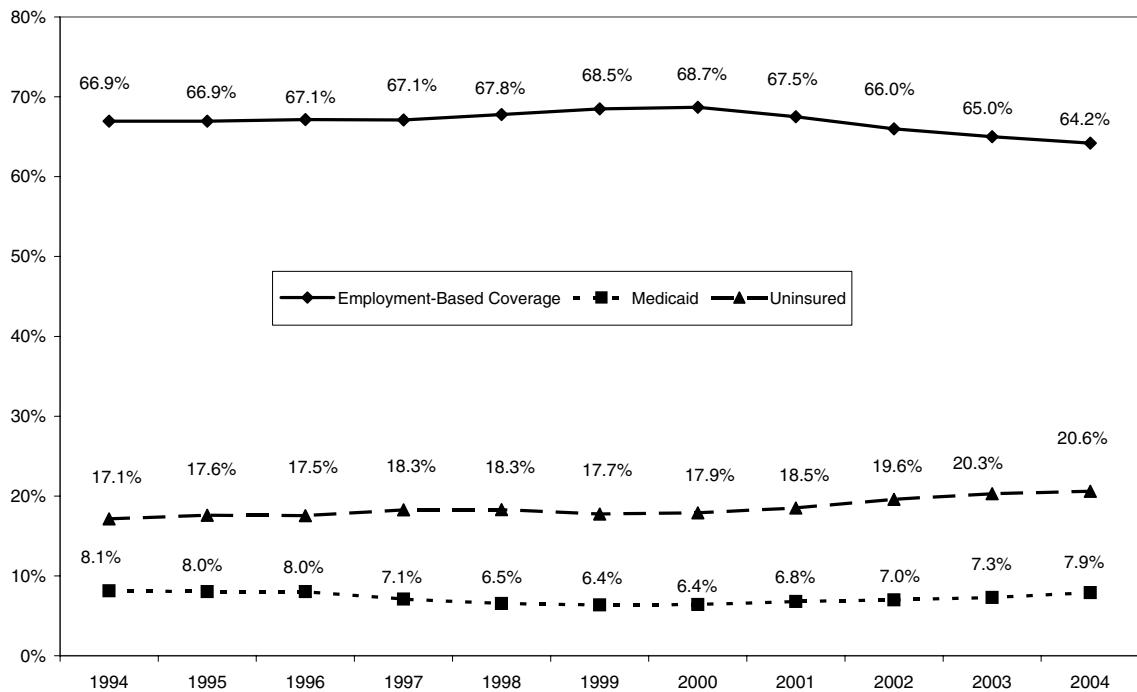 80%
70%
60%
50%
40%
30%
20%
10%
0%
66.9% 66.9% 67.1% 67.1% 67.8% 68.5% 68.7% 67.5% 66.0% 65.0% 64.2%
Employment-Based Coverage Medicaid Uninsured
17.1% 17.6% 17.5% 18.3% 18.3% 17.7% 17.9% 18.5% 19.6% 20.3% 20.6%
8.1% 8.0% 8.0% 7.1% 6.5% 6.4% 6.4% 6.8% 7.0% 7.3% 7.9%
1994 1995 1996 1997 1998 1999 2000 2001 2002 2003 2004